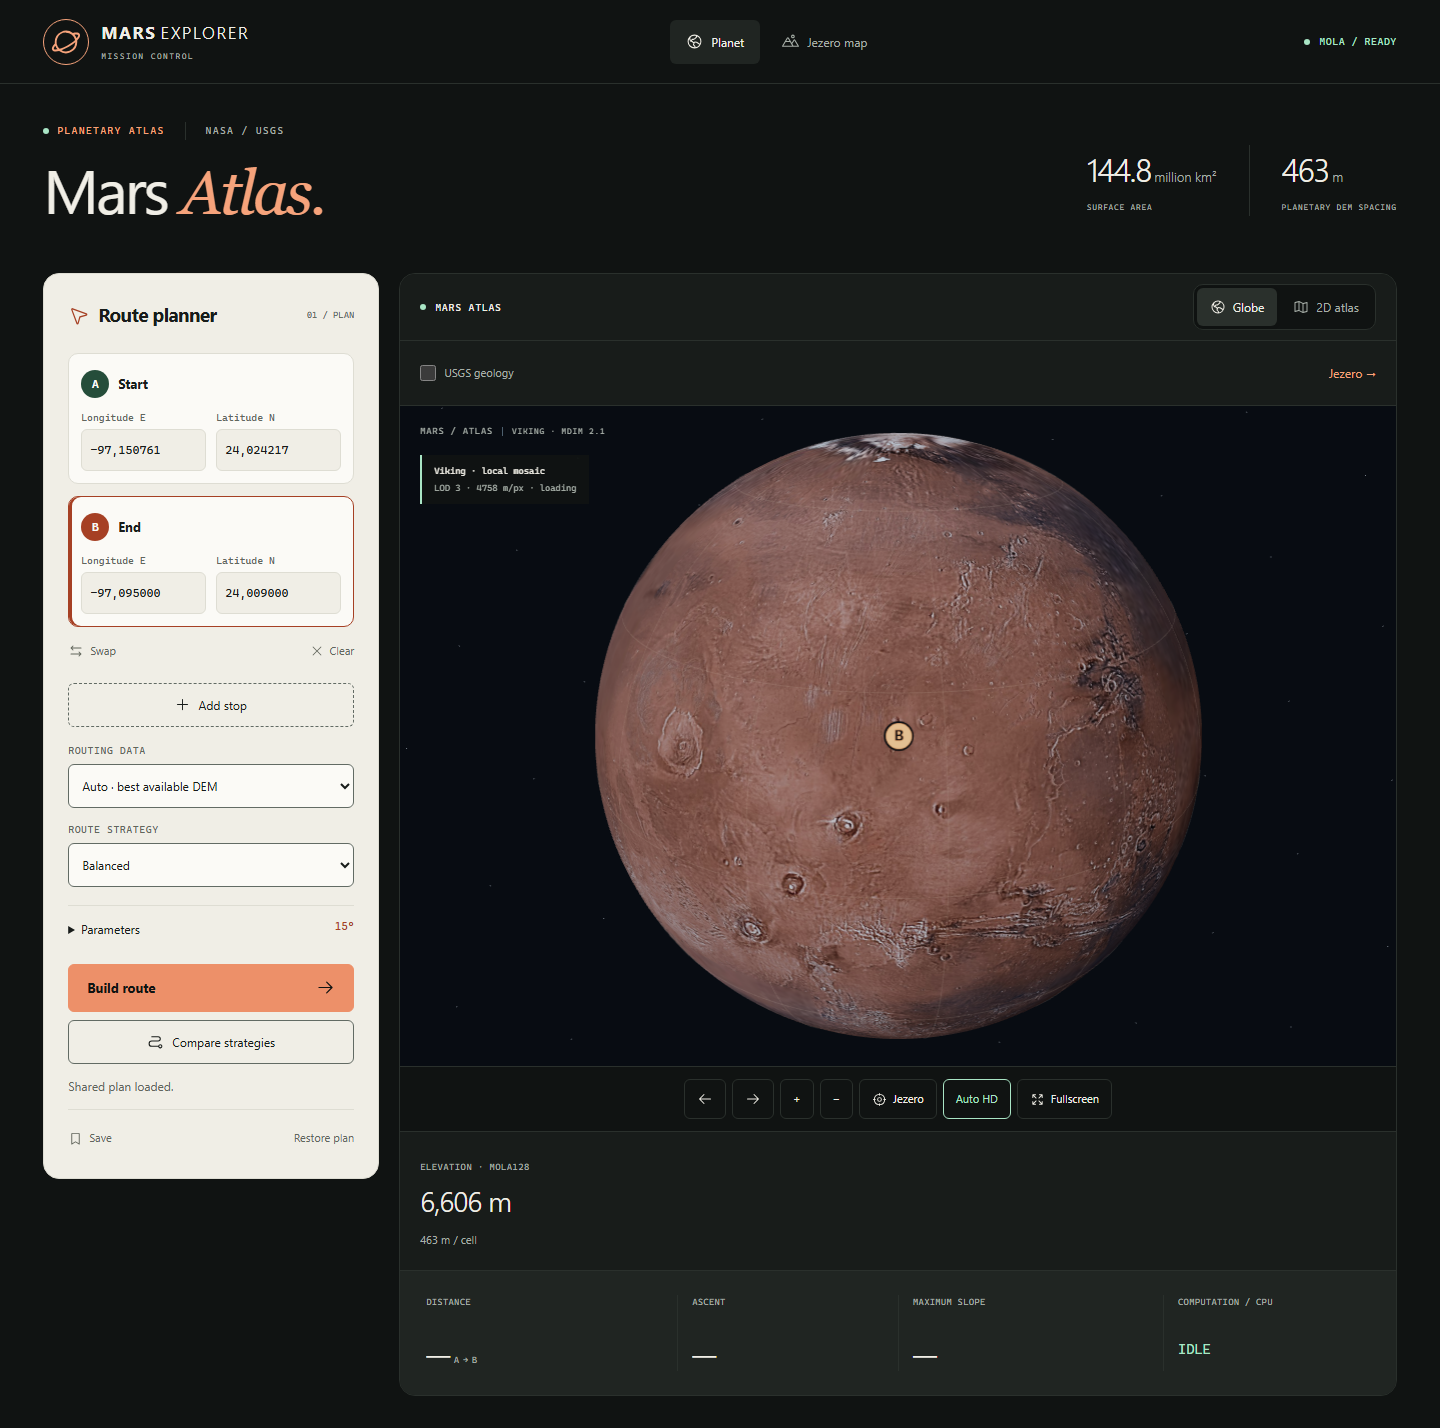 MARS EXPLORER
MISSION CONTROL
Planet
Jezero map
MOLA / READY
PLANETARY ATLAS
NASA / USGS
Mars Atlas.
144.8 million km²
SURFACE AREA
463 m
PLANETARY DEM SPACING
Route planner
01 / PLAN
A Start
Longitude E
Latitude N
-97,150761
24,024217
B End
Longitude E
Latitude N
-97,095000
24,009000
Swap
Clear
Add stop
ROUTING DATA
Auto · best available DEM
ROUTE STRATEGY
Balanced
Parameters
15°
Build route
Compare strategies
Shared plan loaded.
Save
Restore plan
MARS ATLAS
Globe
2D atlas
USGS geology
Jezero →
MARS / ATLAS | VIKING · MDIM 2.1
Viking · local mosaic
LOD 3 · 4758 m/px · loading
B
+
−
Jezero
Auto HD
Fullscreen
ELEVATION · MOLA128
6,606 m
463 m / cell
DISTANCE
— A → B
ASCENT
—
MAXIMUM SLOPE
—
COMPUTATION / CPU
IDLE